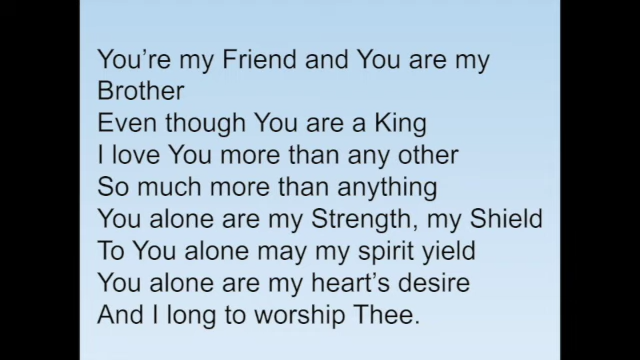 You're my Friend and You are my
Brother
Even though You are a King
I love You more than any other
So much more than anything
You alone are my Strength, my Shield
To You alone may my spirit yield
You alone are my heart's desire
And I long to worship Thee.